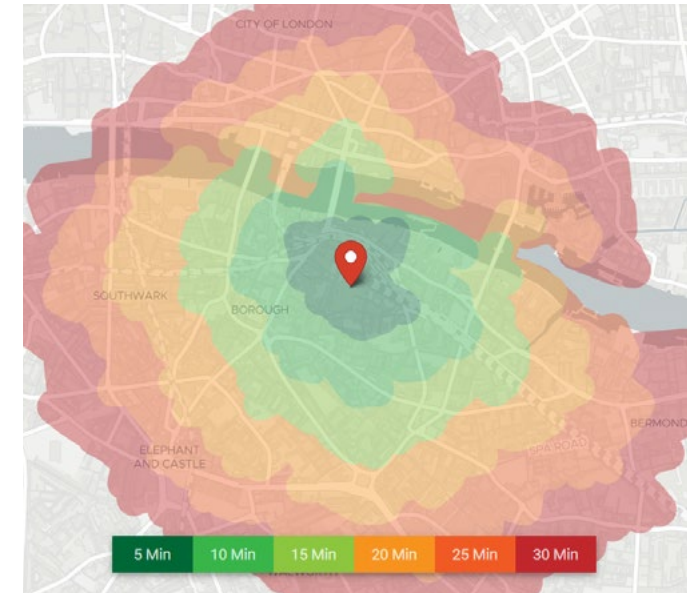 CITY OF LONDON
SOUTHWARK
BOROUGH
BERMOND
SPA ROAD
ELEPHANT
AND CASTLE
5 Min
10 Min
15 Min
20 Min
25 Min
30 Min
WALWORTH